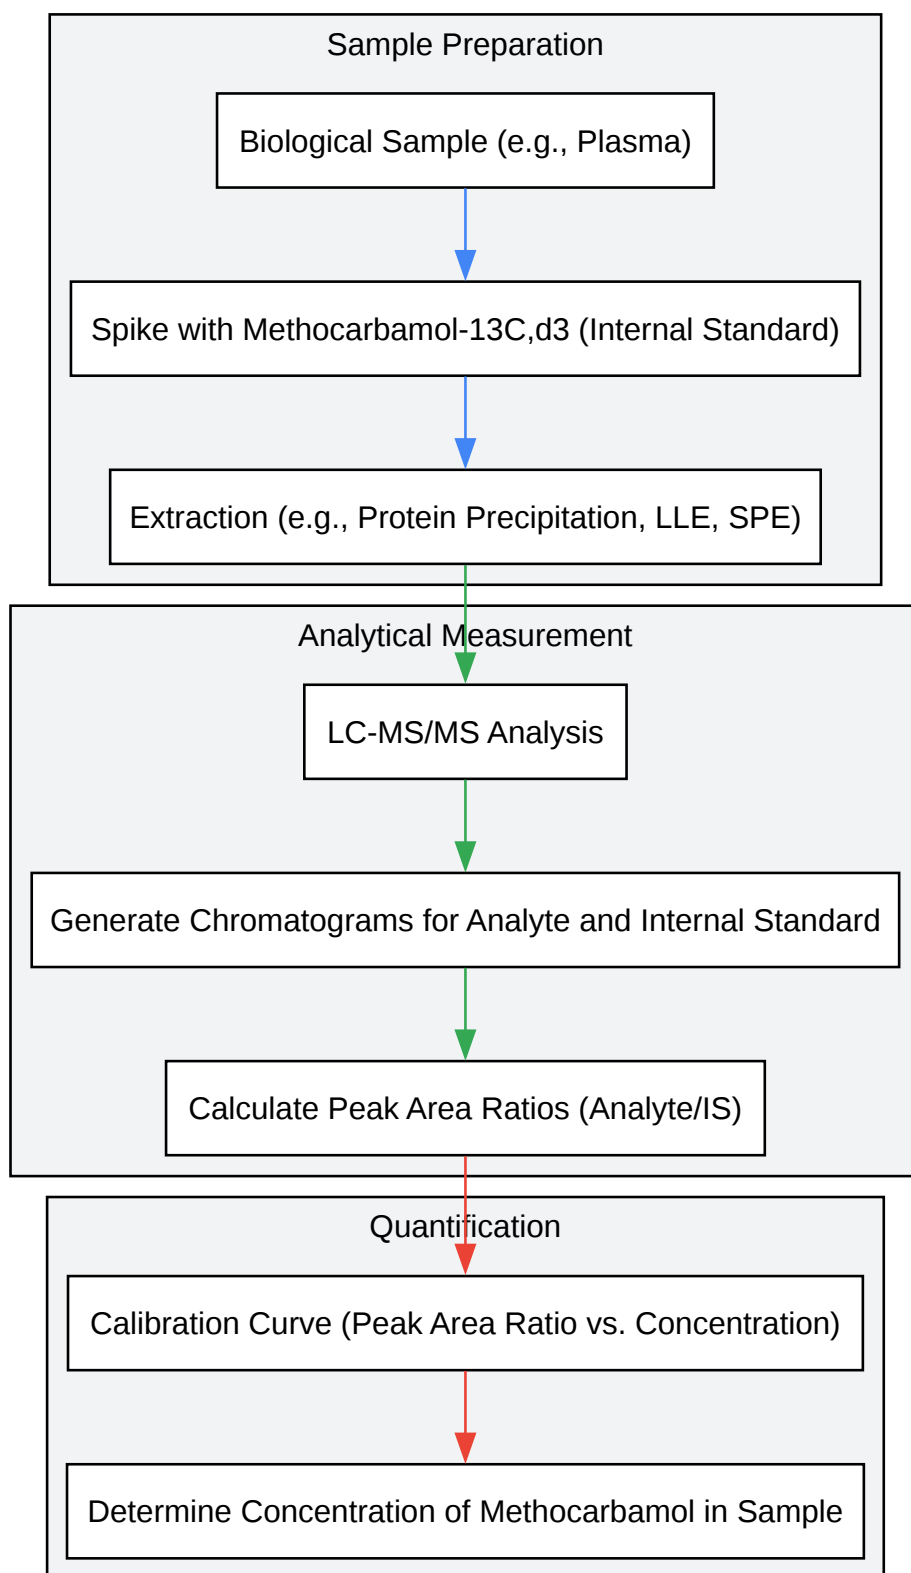 Sample Preparation
Biological Sample (e.g., Plasma)
Spike with Methocarbamol-13C,d3 (Internal Standard)
Extraction (e.g., Protein Precipitation, LLE, SPE)
Analytical Measurement
LC-MS/MS Analysis
Generate Chromatograms for Analyte and Internal Standard
Calculate Peak Area Ratios (Analyte/IS)
Quantification
Calibration Curve (Peak Area Ratio vs. Concentration)
Determine Concentration of Methocarbamol in Sample